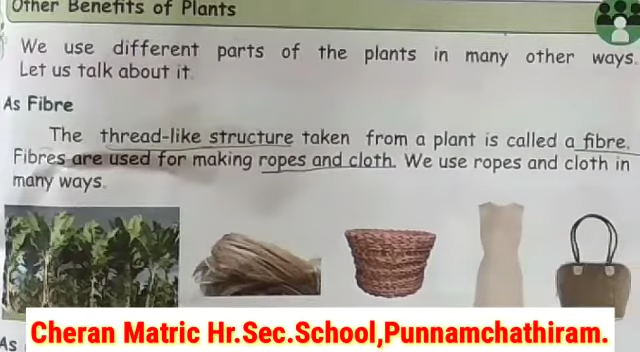 Other Benefits of Plants
We use different parts of the plants in many other ways.
Let us talk about it.
As Fibre
The thread-like structure taken from a plant is called a fibre.
Fibres are used for making ropes and cloth. We use ropes and cloth in
many ways.
Cheran Matric Hr.Sec.School,Punnamchathiram.
As